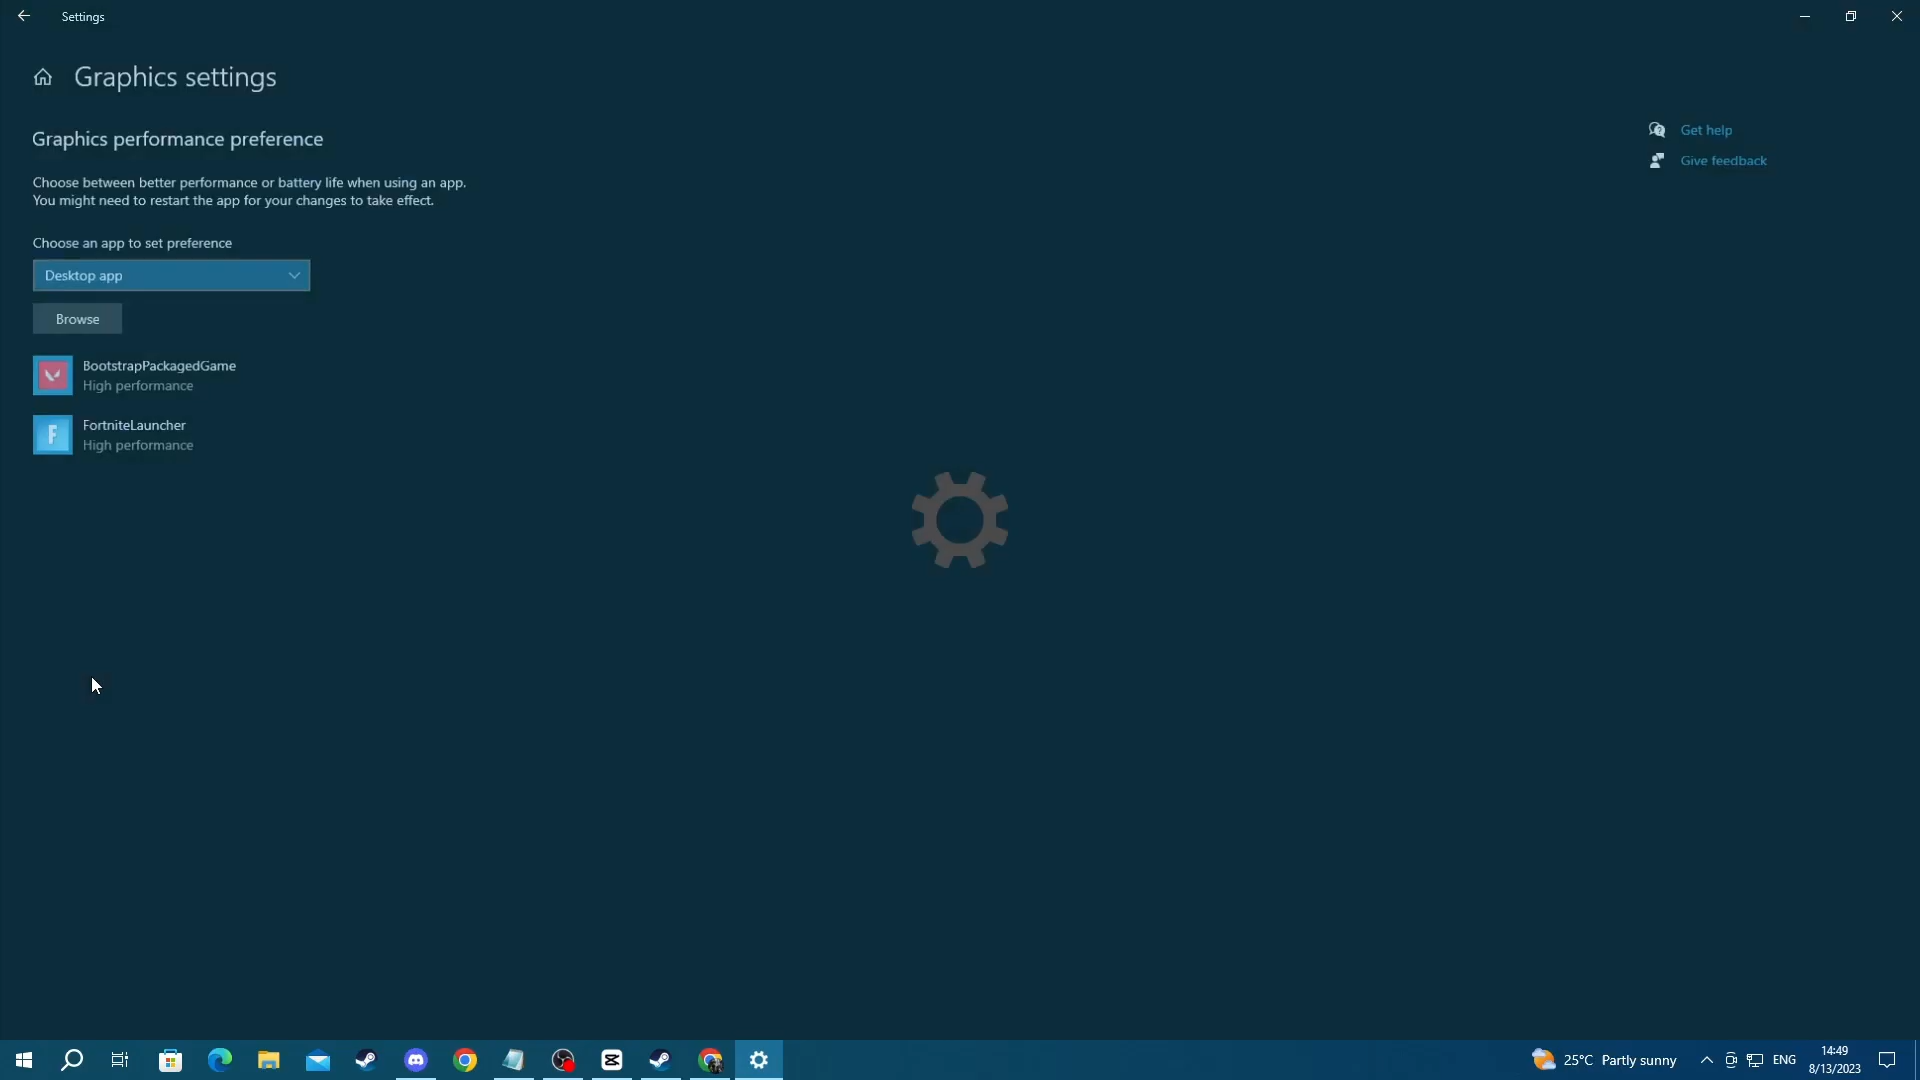 Settings
Graphics settings
Graphics performance preference
Get help
Give feedback
Choose between better performance or battery life when using an app.
You might need to restart the app for your changes to take effect.
Choose an app to set preference
Desktop app
Browse
BootstrapPackagedGame
High performance
F
FortniteLauncher
High performance
25°C Partly sunny
ENG
14:49
8/13/2023